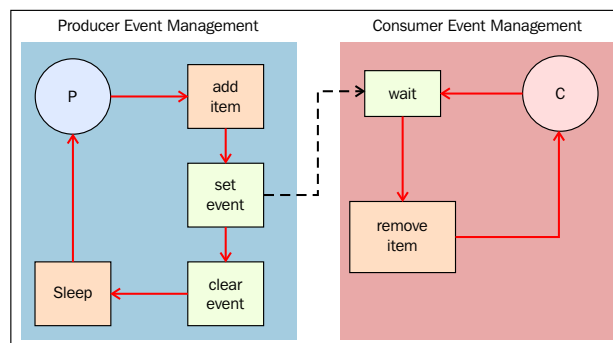 Producer Event Management
Consumer Event Management
P
add
item
wait
C
set
event
remove
item
Sleep
clear
event